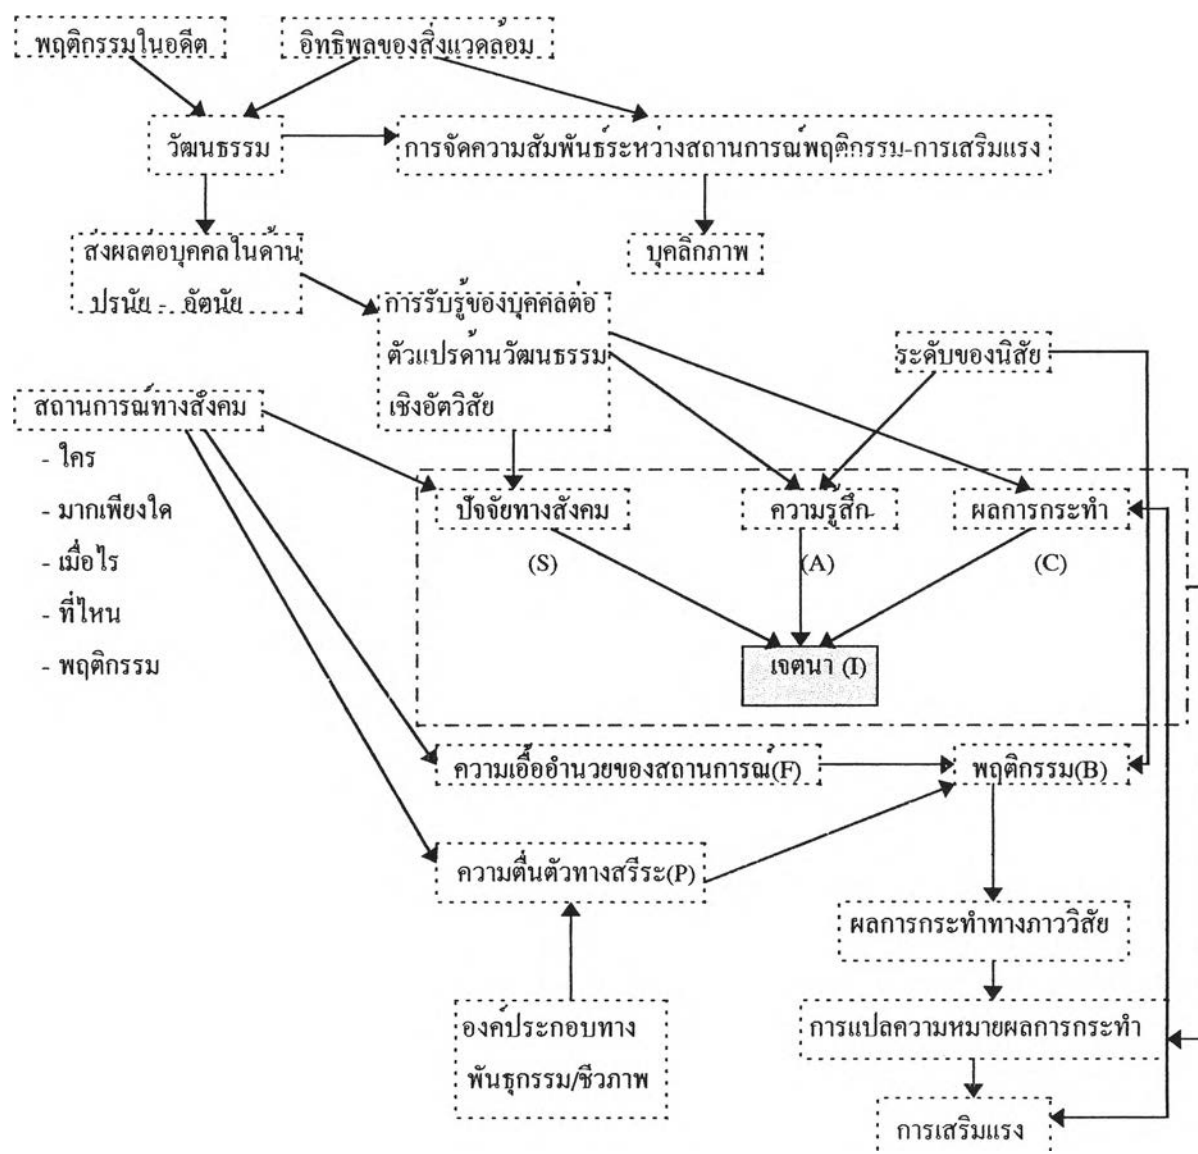 พฤติกรรมในอดีต
อิทธิพลของสิ่งแวดล้อม
วัฒนธรรม
การจัดความสัมพันธ์ระหว่างสถานการณ์พฤติกรรม-การเสริมแรง
ส่งผลต่อบุคคลในด้าน
ปรนัย - อัตนัย
บุคลิกภาพ
การรับรู้ของบุคคลต่อ
ตัวแปรด้านวัฒนธรรม
เชิงอัตวิสัย
ระดับของนิสัย
สถานการณ์ทางสังคม
- ใคร
- มากเพียงใด
- เมื่อไร
- ที่ไหน
- พฤติกรรม
ปัจจัยทางสังคม
(S)
ความรู้สึก
(A)
ผลการกระทำ
(C)
เจตนา (I)
ความเอื้ออำนวยของสถานการณ์(F)
พฤติกรรม(B)
ความตื่นตัวทางสรีระ(P)
ผลการกระทำทางภาววิสัย
องค์ประกอบทาง
พันธุกรรม/ชีวภาพ
การแปลความหมายผลการกระทำ
การเสริมแรง